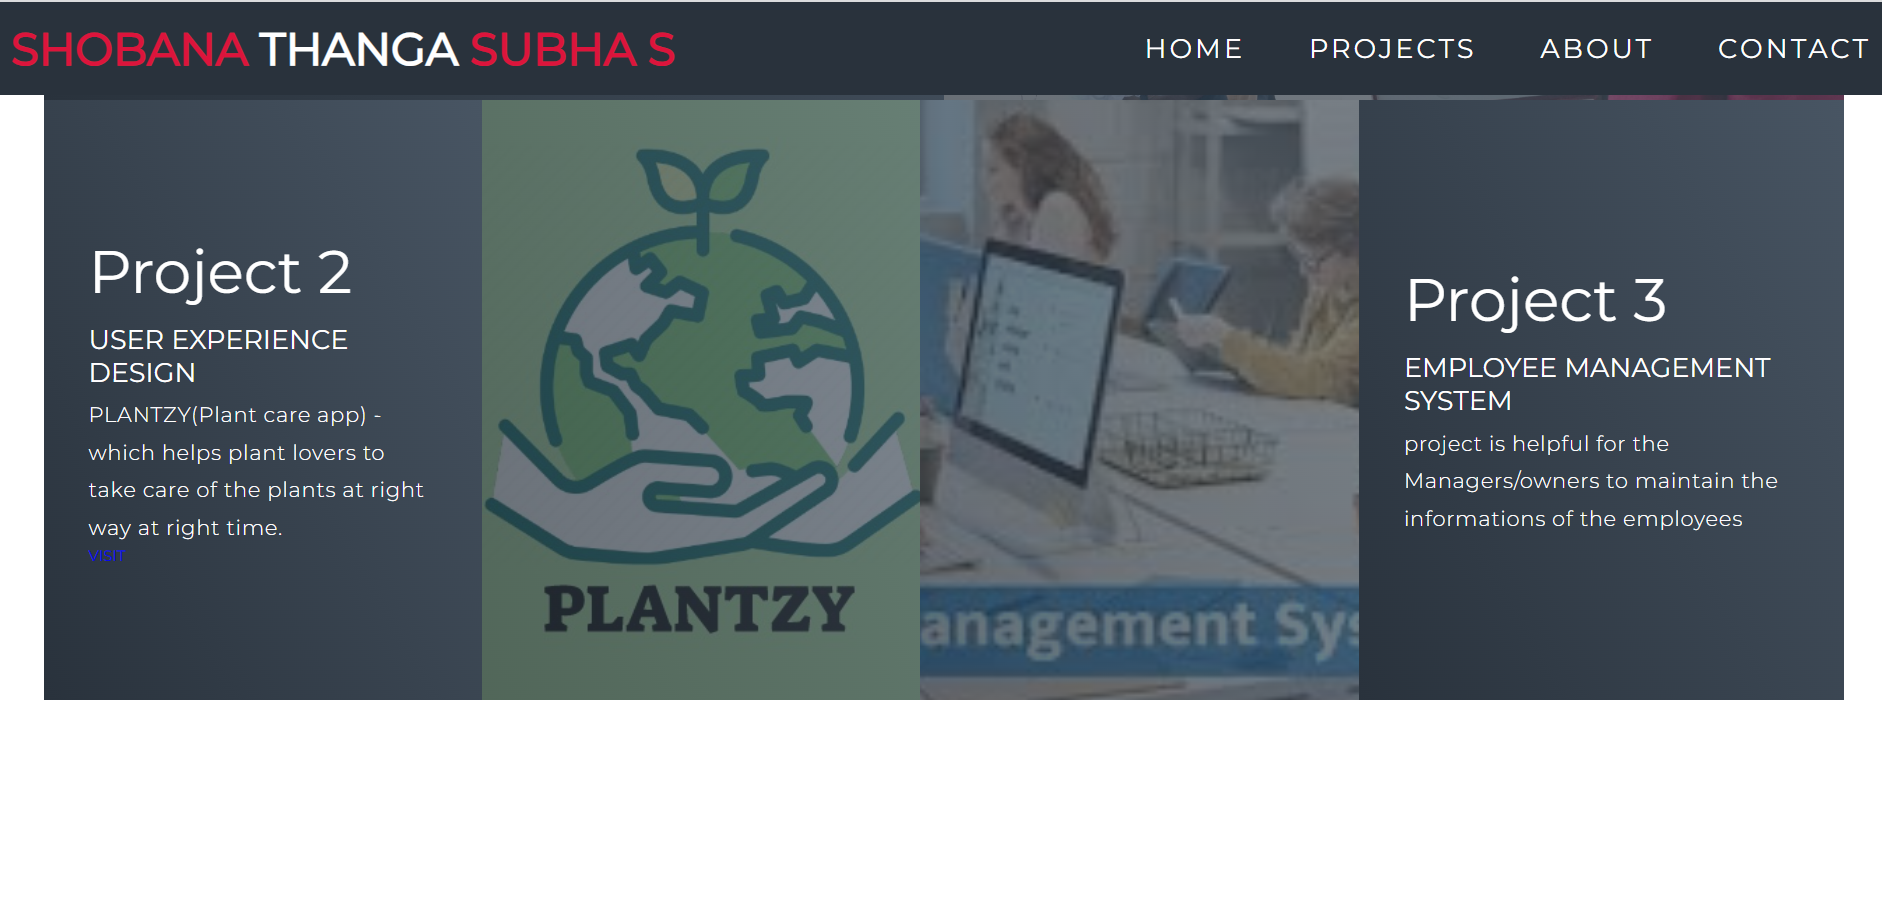 SHOBANA THANGA SUBHA S
HOME PROJECTS ABOUT CONTACT
Project 2
USER EXPERIENCE
DESIGN
PLANTZY(Plant care app) -
which helps plant lovers to
take care of the plants at right
way at right time.
VISIT
PLANTZY
anagement Sys
Project 3
EMPLOYEE MANAGEMENT
SYSTEM
project is helpful for the
Managers/owners to maintain the
informations of the employees